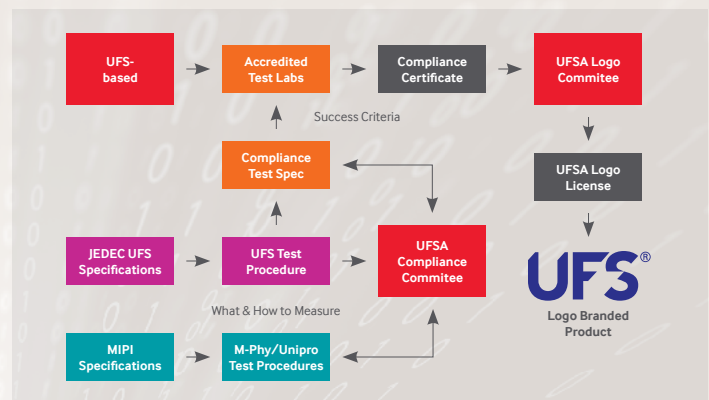 UFS-
based
Accredited
Test Labs
Compliance
Certificate
UFSA Logo
Commitee
Success Criteria
Compliance
Test Spec
UFSA Logo
License
JEDEC UFS
Specifications
UFS Test
Procedure
UFSA
Compliance
Commitee
UFS®
Logo Branded
Product
What & How to Measure
MIPI
Specifications
M-Phy/Unipro
Test Procedures